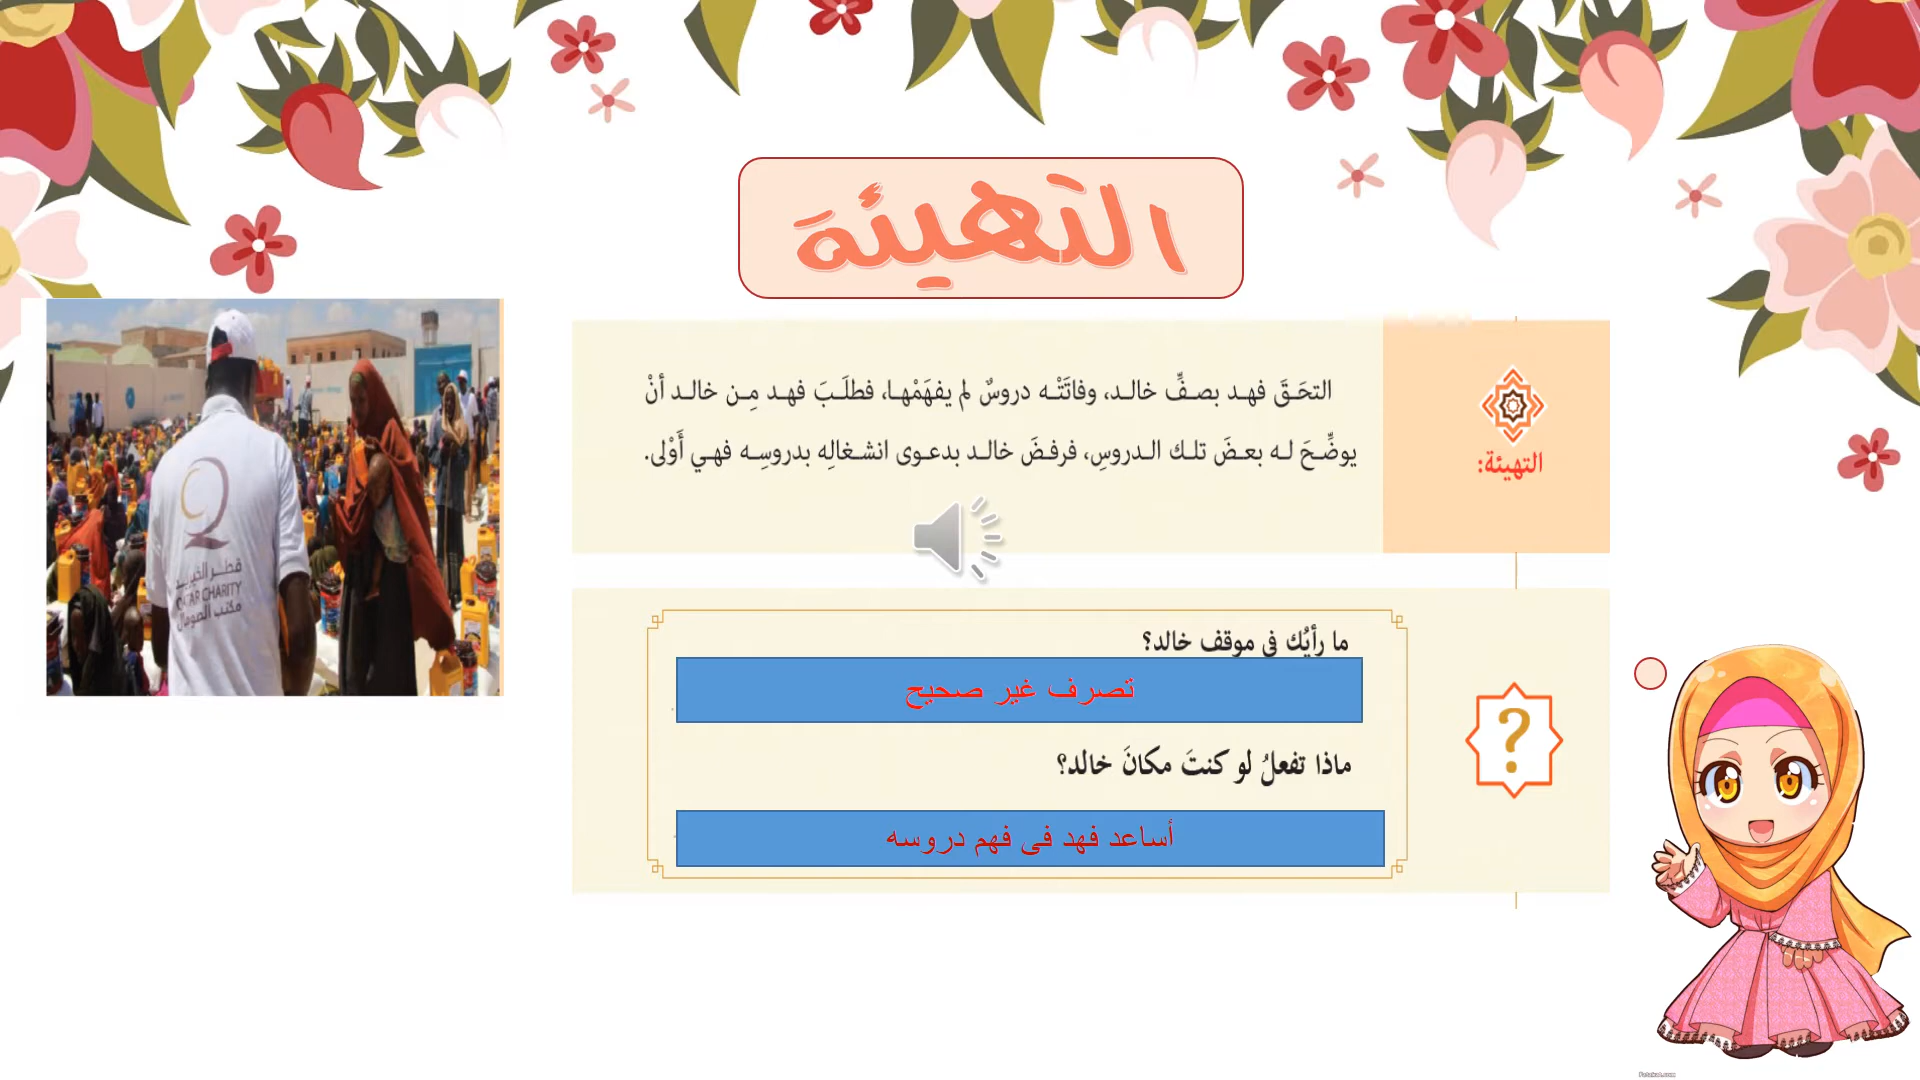 التهيئة
التحَقَ فهد بصفِّ خالد، وفاتَتْه دروسٌ لم يفهَمْها، فطلَبَ فهد مِن خالد أنْ
يوضِّحَ له بعضَ تلك الدروسِ، فرفضَ خالد بدعوى انشغالِه بدروسِه فهي أَوْلى.
التهيئة:
ما رأيُك في موقف خالد؟
تصرف غير صحيح
ماذا تفعلُ لو كنتَ مكانَ خالد؟
أساعد فهد فى فهم دروسه
?
قطر الخيرية
QATAR CHARITY
مكتب الصومال